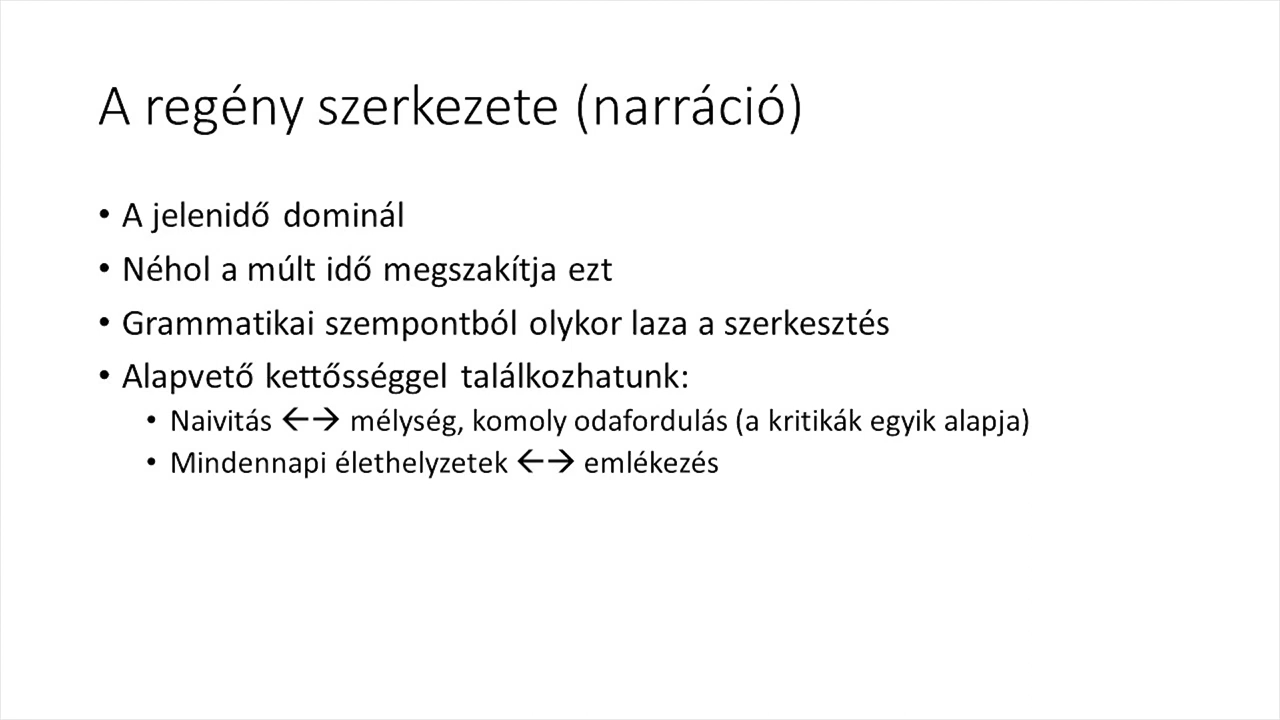 A regény szerkezete (narráció)
• A jelenidő dominál
• Néhol a múlt idő megszakítja ezt
• Grammatikai szempontból olykor laza a szerkesztés
• Alapvető kettősséggel találkozhatunk:
• Naivitás ←→ mélység, komoly odafordulás (a kritikák egyik alapja)
• Mindennapi élethelyzetek ←→ emlékezés